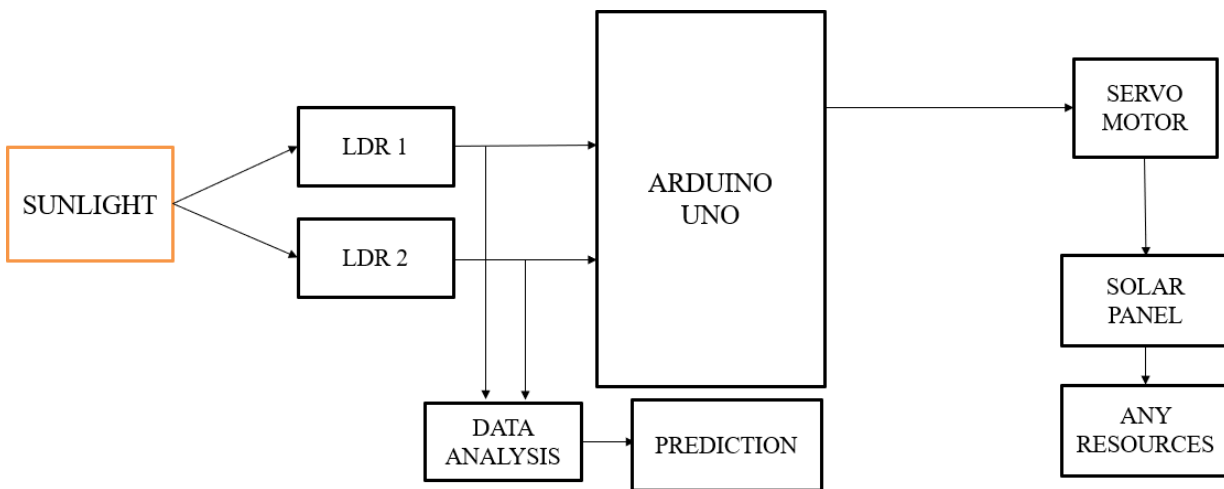 SUNLIGHT
LDR 1
LDR 2
ARDUINO
UNO
SERVO
MOTOR
SOLAR
PANEL
ANY
RESOURCES
DATA
ANALYSIS
PREDICTION